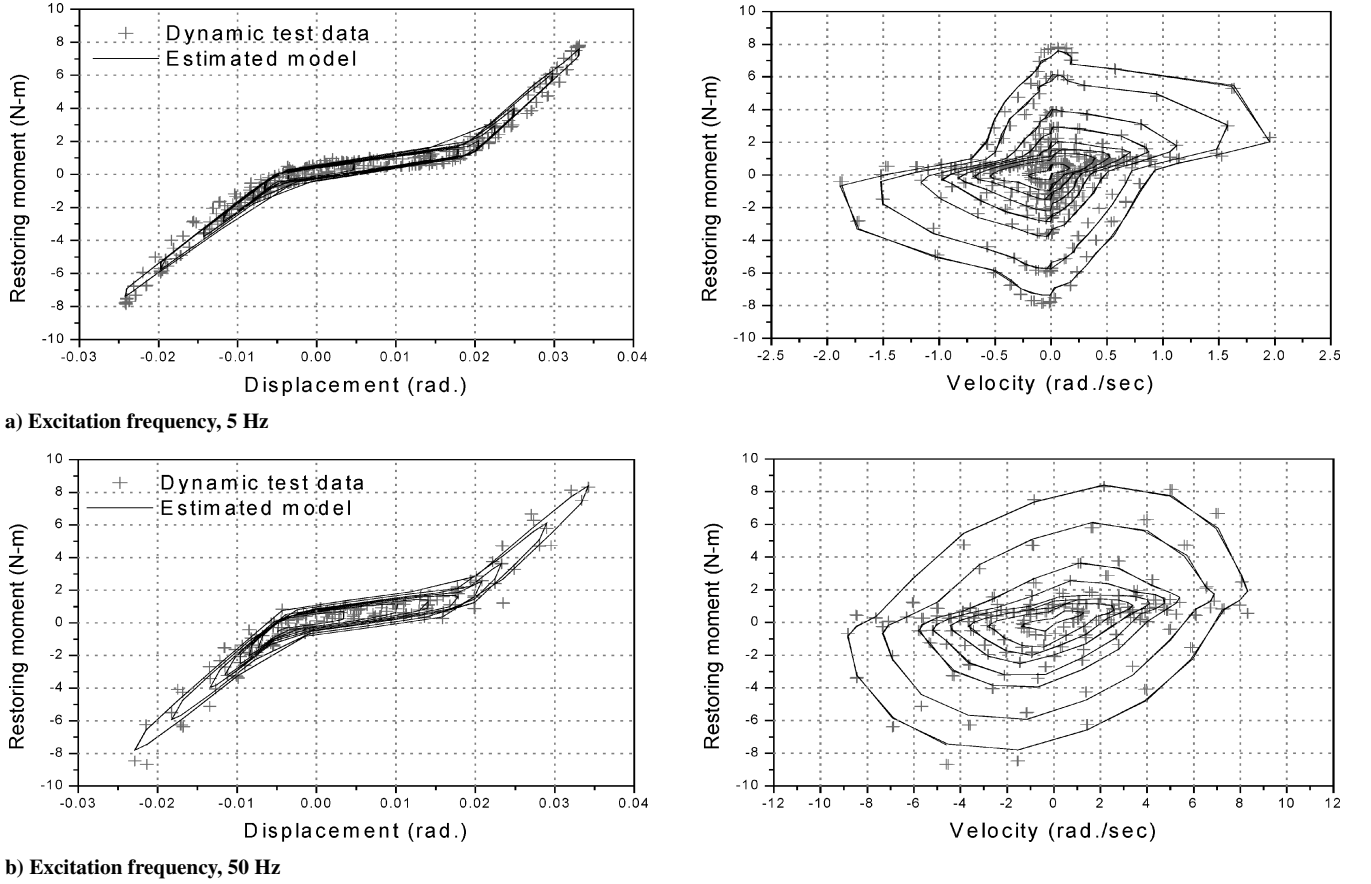 10
8
6
4
2
0
-2
-4
-6
-8
-10
Restoring moment (N-m)
Dynamic test data
Estimated model
-0.03 -0.02 -0.01 0.00 0.01 0.02 0.03 0.04
Displacement (rad.)
10
8
6
4
2
0
-2
-4
-6
-8
-10
Restoring moment (N-m)
-2.5 -2.0 -1.5 -1.0 -0.5 0.0 0.5 1.0 1.5 2.0 2.5
Velocity (rad./sec)
a) Excitation frequency, 5 Hz
10
8
6
4
2
0
-2
-4
-6
-8
-10
Restoring moment (N-m)
Dynamic test data
Estimated model
-0.03 -0.02 -0.01 0.00 0.01 0.02 0.03 0.04
Displacement (rad.)
10
8
6
4
2
0
-2
-4
-6
-8
-10
Restoring moment (N-m)
-12 -10 -8 -6 -4 -2 0 2 4 6 8 10 12
Velocity (rad./sec)
b) Excitation frequency, 50 Hz